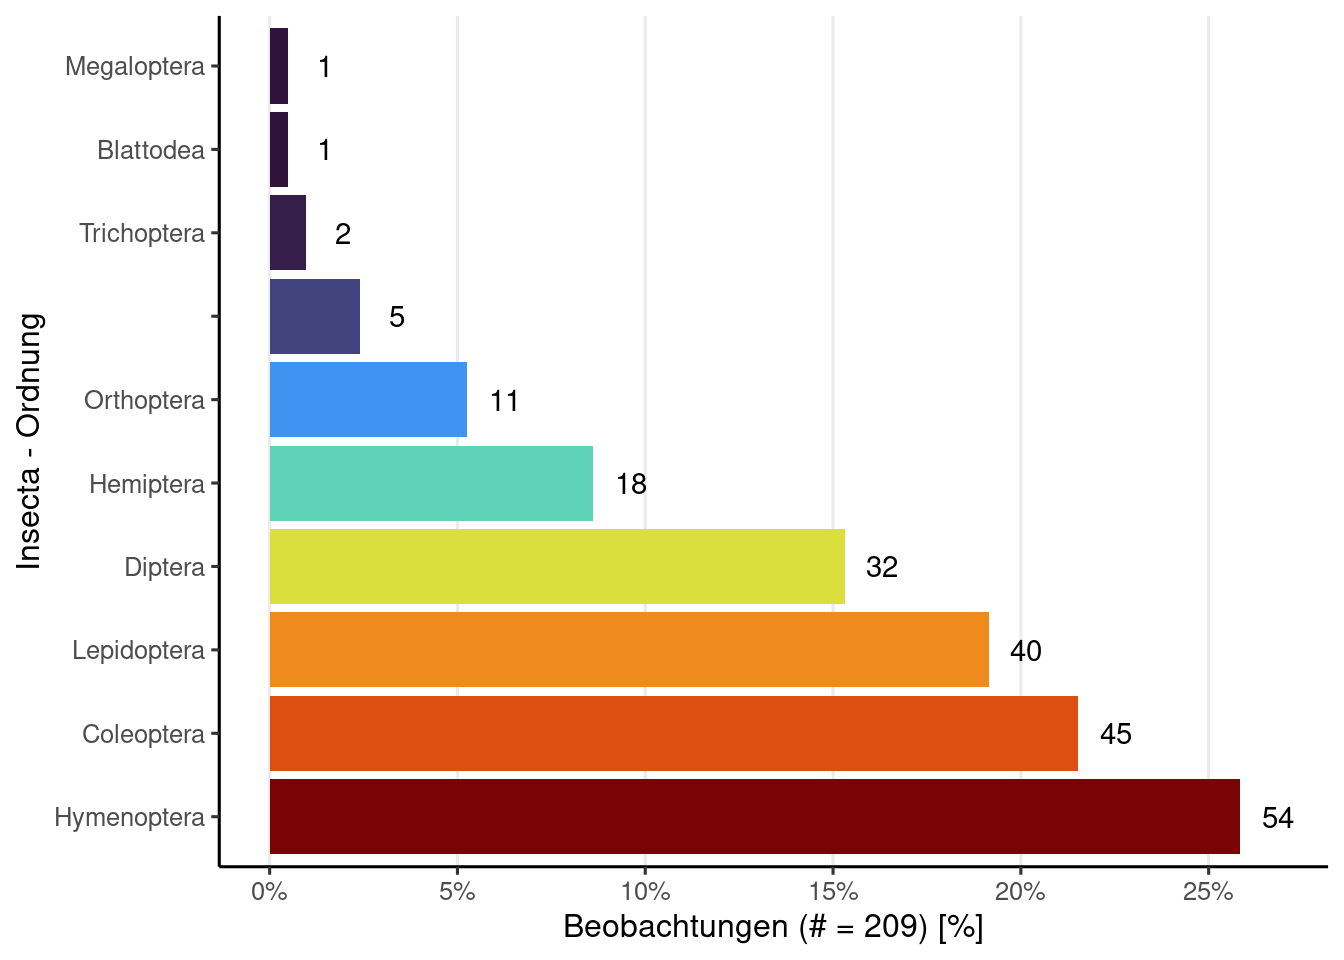 Megaloptera 1
Blattodea 1
Trichoptera 2
5
Orthoptera 11
Hemiptera 18
Diptera 32
Lepidoptera 40
Coleoptera 45
Hymenoptera 54
Insecta - Ordnung
0% 5% 10% 15% 20% 25%
Beobachtungen (# = 209) [%]